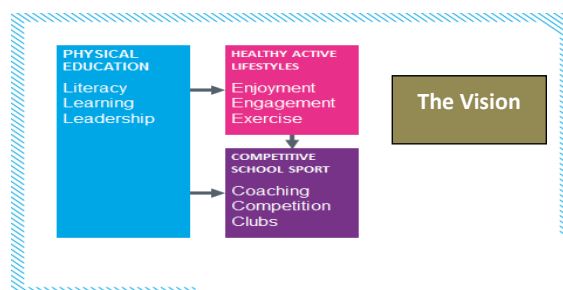 PHYSICAL
EDUCATION
Literacy
Learning
Leadership
HEALTHY ACTIVE
LIFESTYLES
Enjoyment
Engagement
Exercise
COMPETITIVE
SCHOOL SPORT
Coaching
Competition
Clubs
The Vision